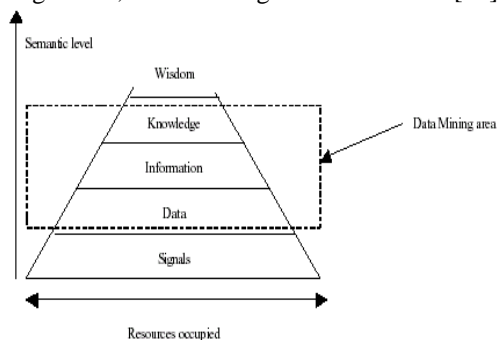 Semantic level
Wisdom
Knowledge
Data Mining area
Information
Data
Signals
Resources occupied